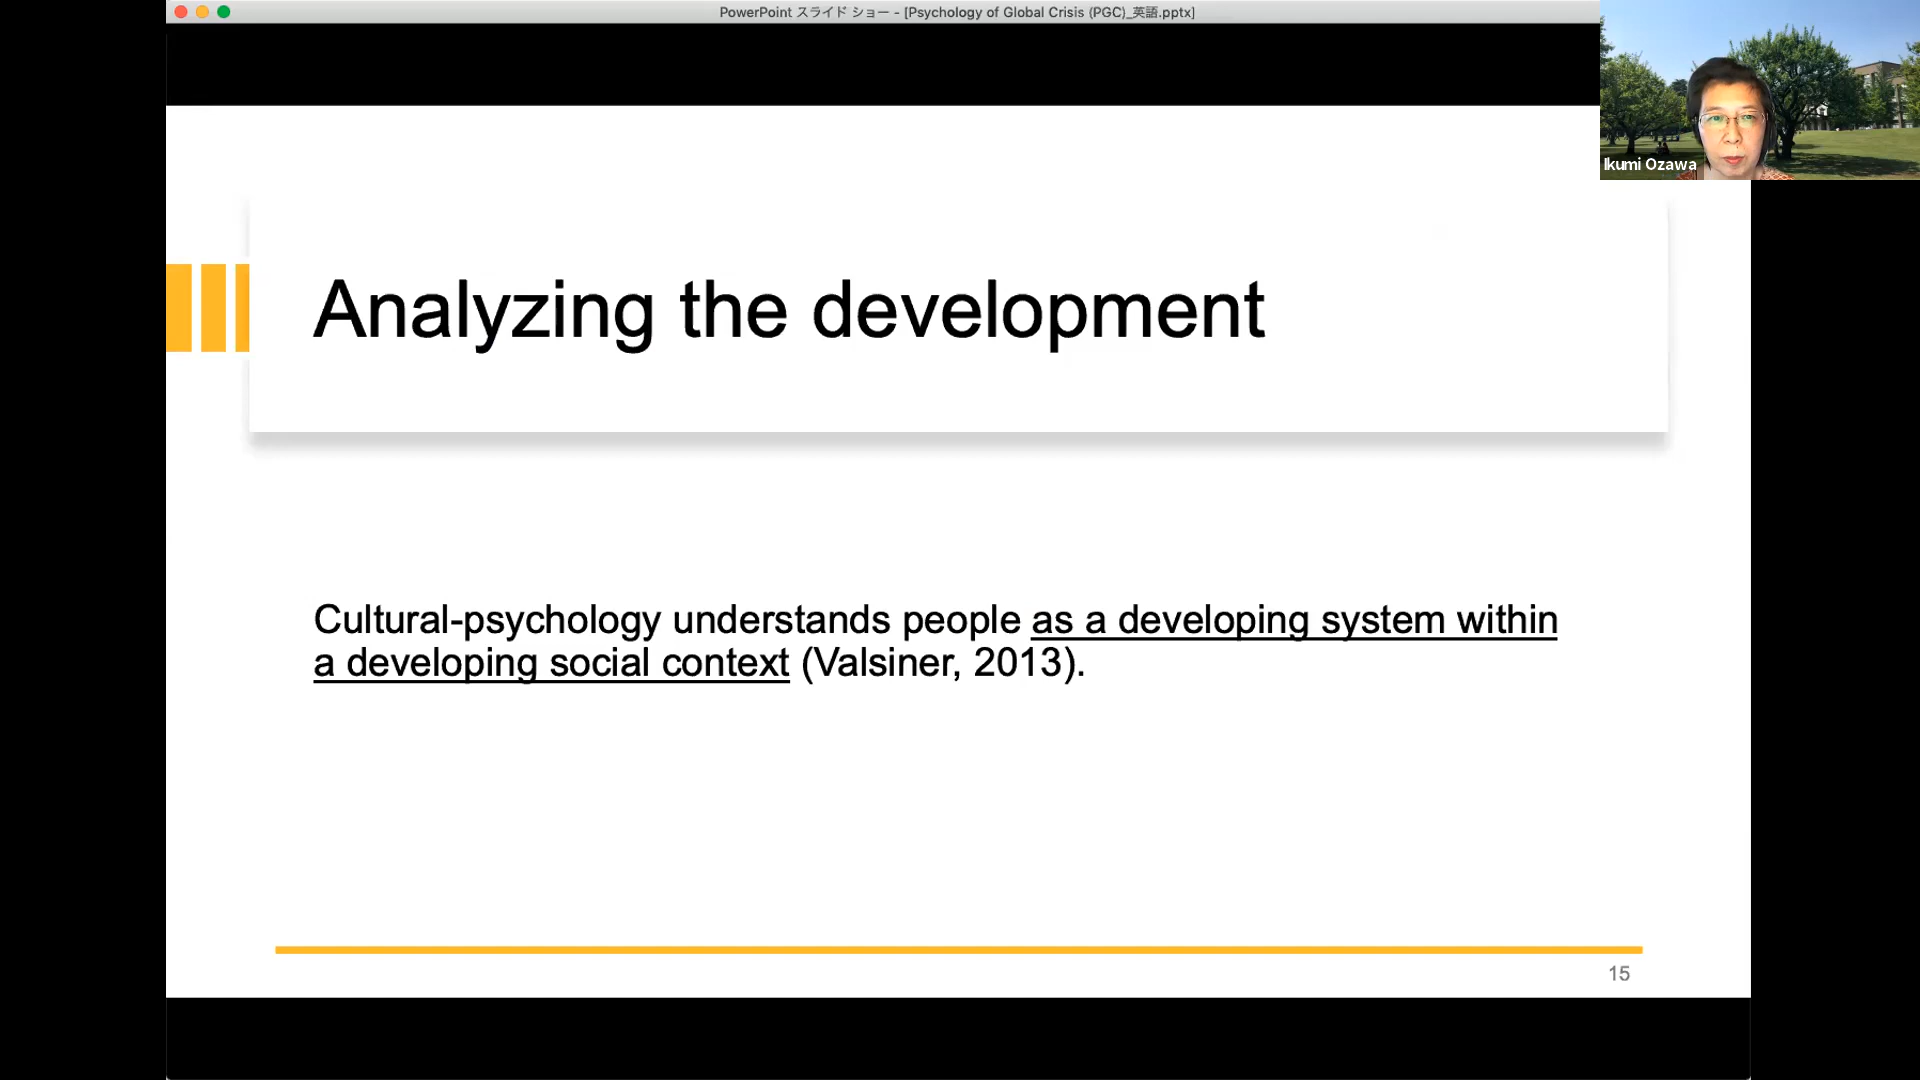 PowerPoint スライド ショー - [Psychology of Global Crisis (PGC)_英語.pptx]
Ikumi Ozawa
Analyzing the development
Cultural-psychology understands people as a developing system within
a developing social context (Valsiner, 2013).
15